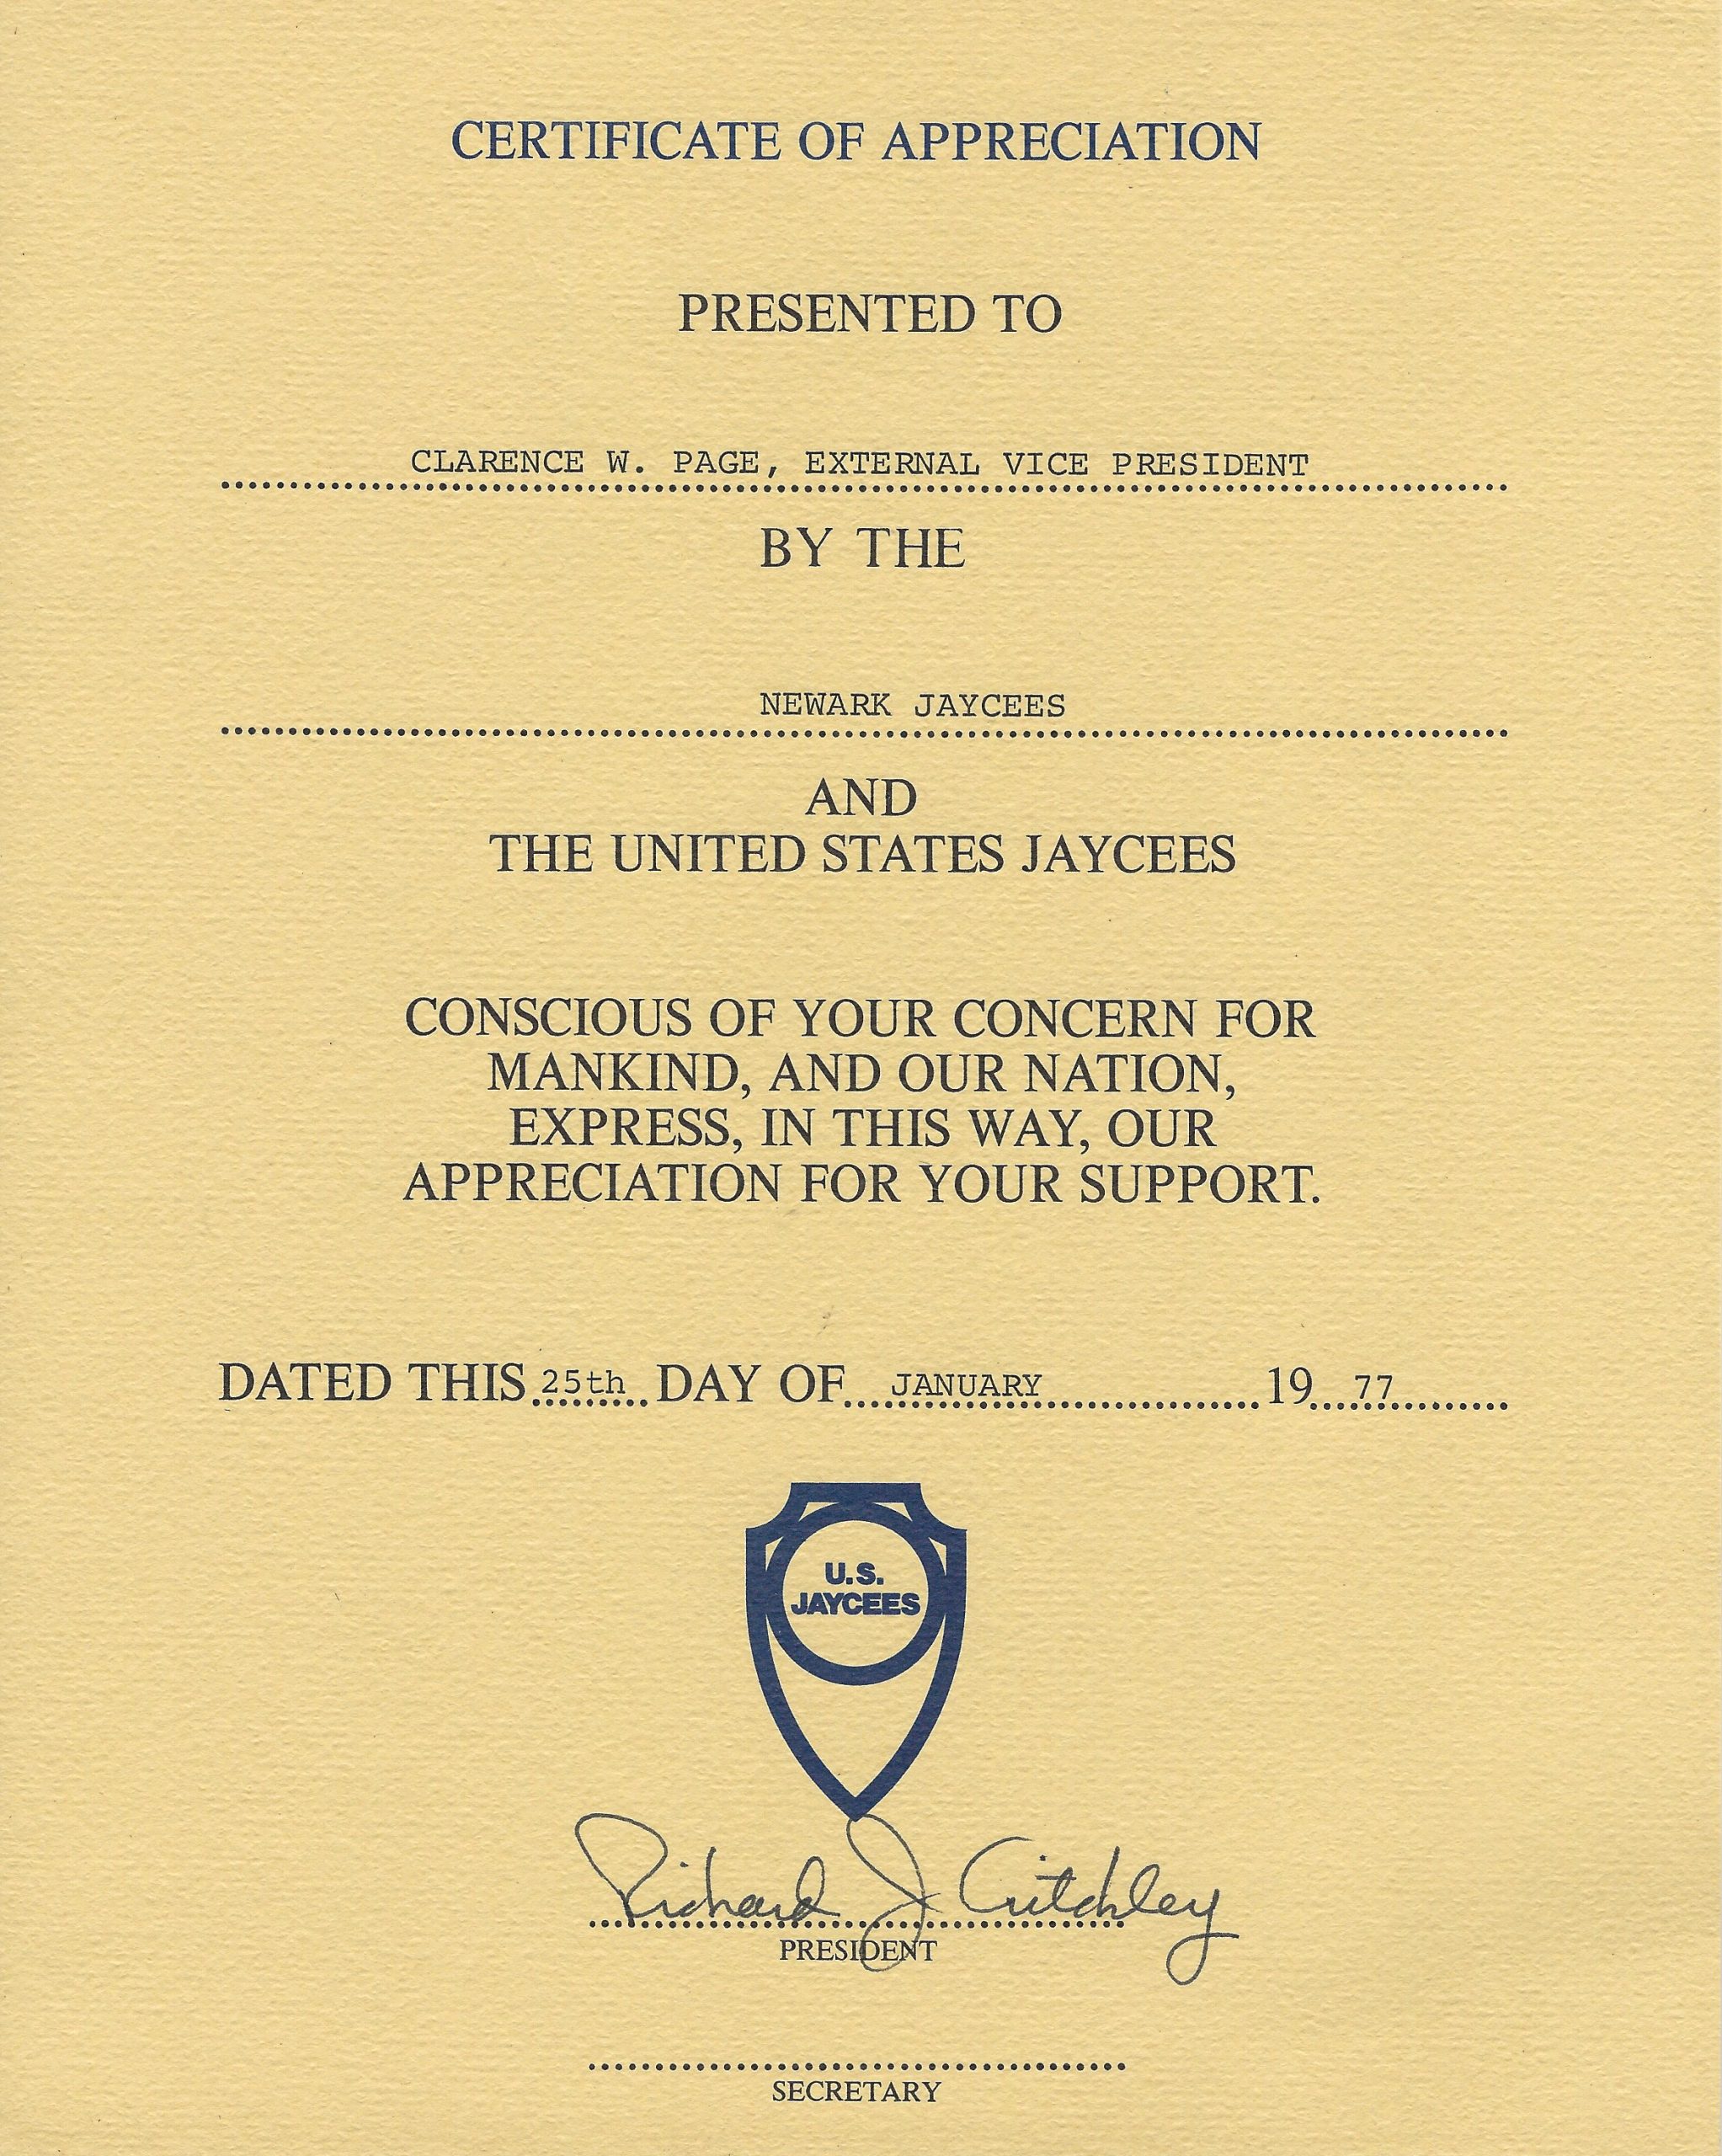 CERTIFICATE OF APPRECIATION
PRESENTED TO
CLARENCE W. PAGE, EXTERNAL VICE PRESIDENT
BY THE
NEWARK JAYCEES
AND
THE UNITED STATES JAYCEES
CONSCIOUS OF YOUR CONCERN FOR
MANKIND, AND OUR NATION,
EXPRESS, IN THIS WAY, OUR
APPRECIATION FOR YOUR SUPPORT.
DATED THIS 25th DAY OF JANUARY 19 77
U.S.
JAYCEES
Richard J Critchley
PRESIDENT
SECRETARY